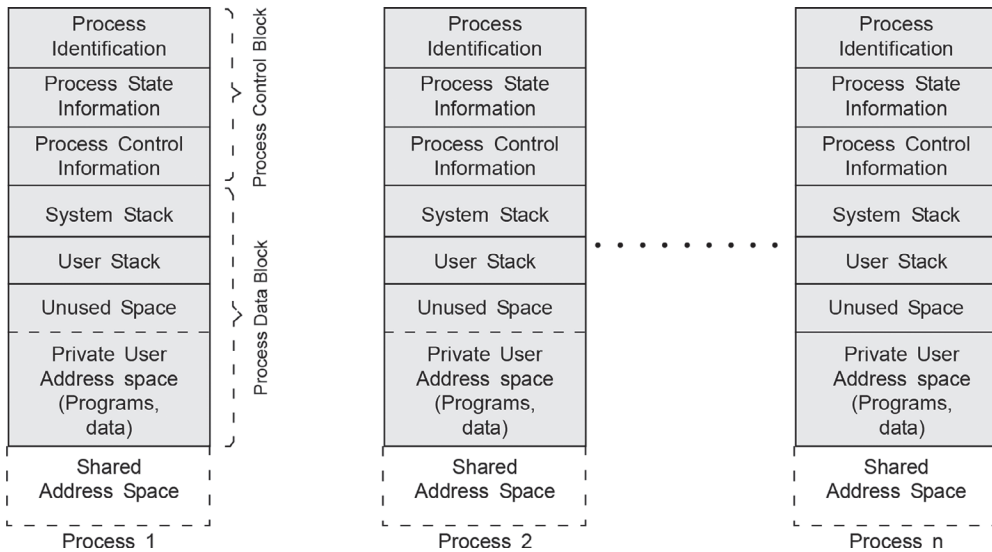 Process
Identification
Process State
Information
Process Control
Information
System Stack
User Stack
Unused Space
Private User
Address space
(Programs,
data)
Shared
Address Space
Process 1
Process Control Block
Process Data Block
Process
Identification
Process State
Information
Process Control
Information
System Stack
User Stack
Unused Space
Private User
Address space
(Programs,
data)
Shared
Address Space
Process 2
Process
Identification
Process State
Information
Process Control
Information
System Stack
User Stack
Unused Space
Private User
Address space
(Programs,
data)
Shared
Address Space
Process n